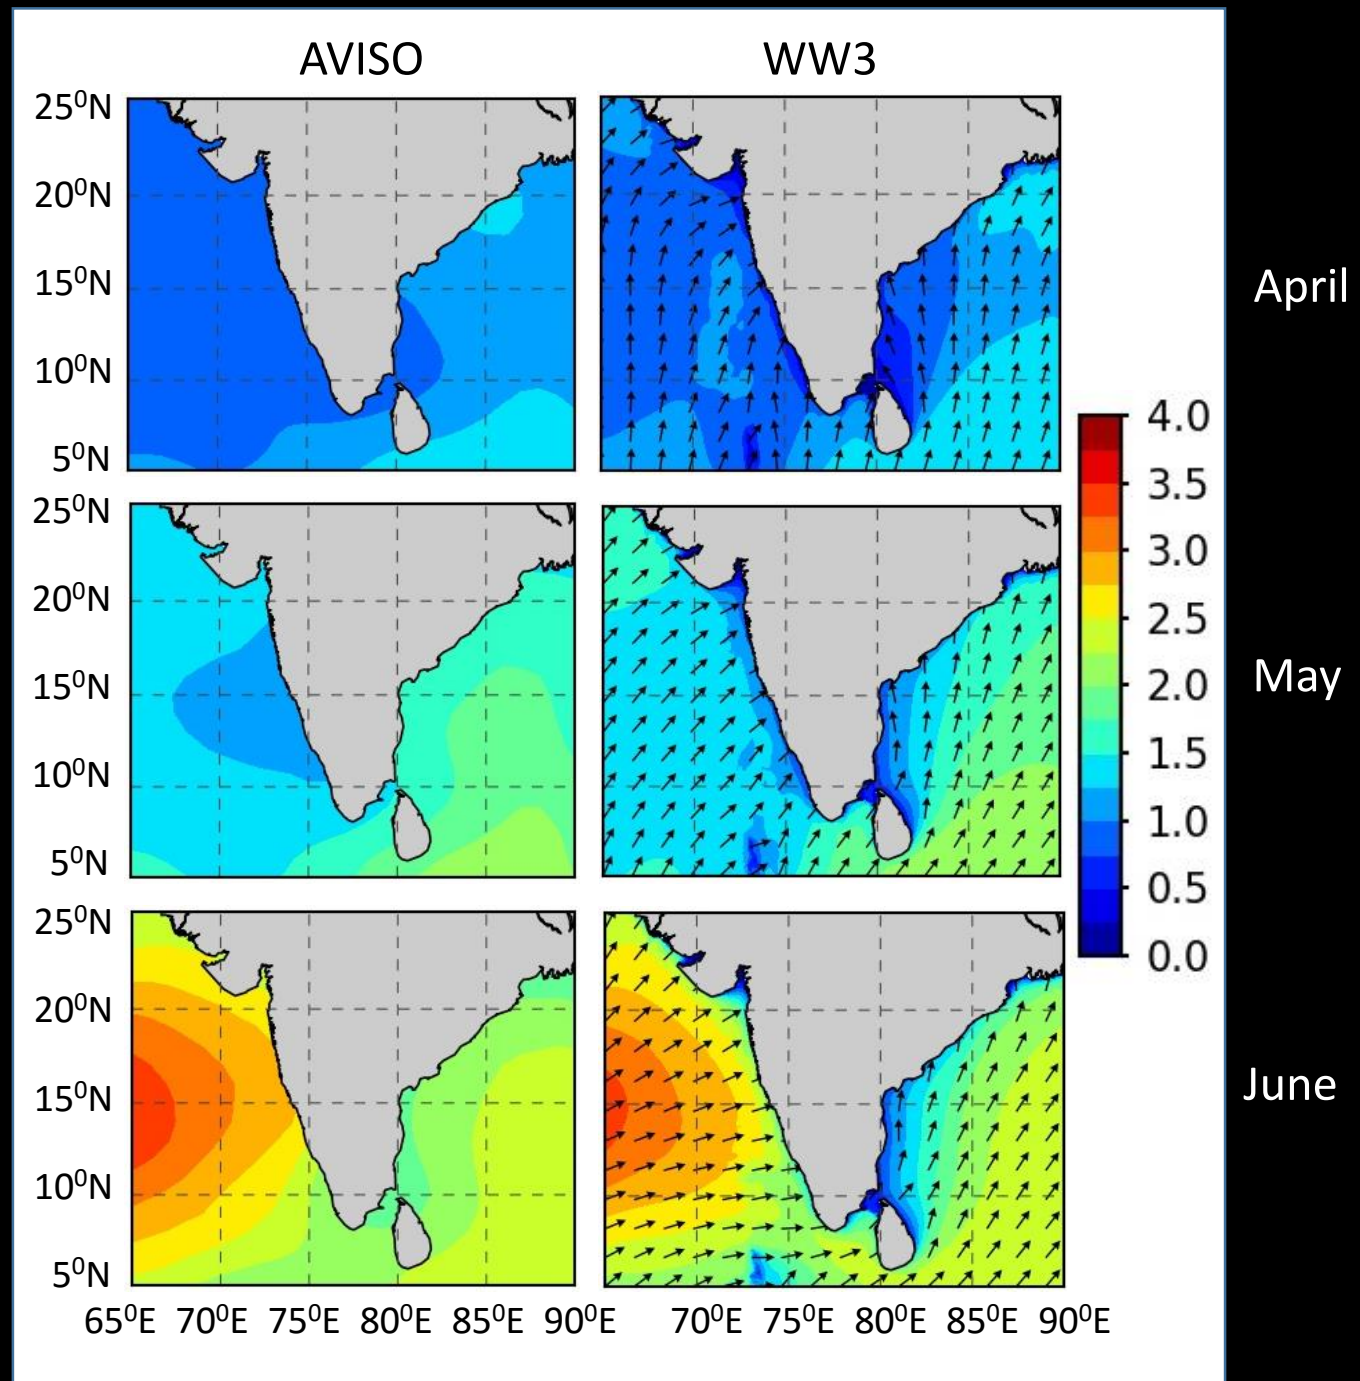 AVISO WW3
25⁰N
20⁰N
15⁰N
10⁰N
5⁰N
April
25⁰N
20⁰N
15⁰N
10⁰N
5⁰N
May
25⁰N
20⁰N
15⁰N
10⁰N
5⁰N
June
65⁰E 70⁰E 75⁰E 80⁰E 85⁰E 90⁰E 70⁰E 75⁰E 80⁰E 85⁰E 90⁰E
4.0
3.5
3.0
2.5
2.0
1.5
1.0
0.5
0.0